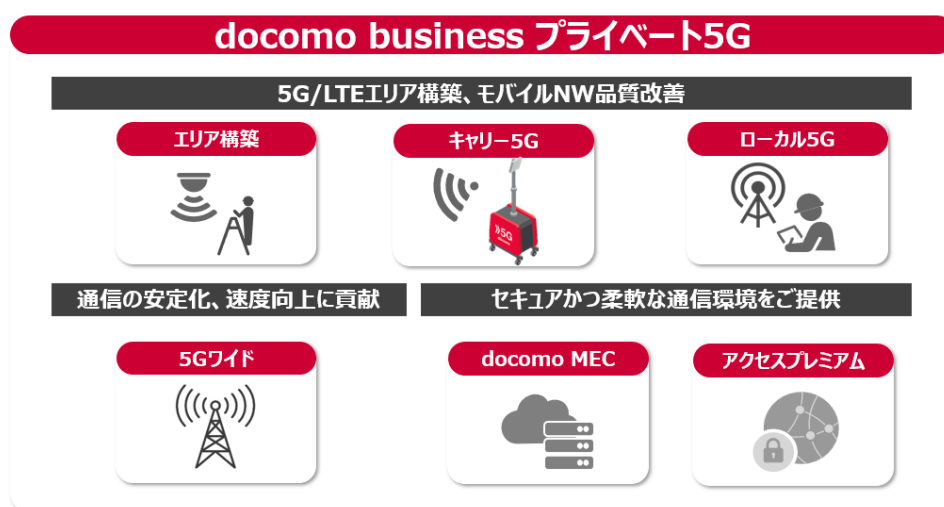 docomo business プライベート5G
5G/LTEエリア構築、モバイルNW品質改善
エリア構築
キャリー5G
ローカル5G
5G
通信の安定化、速度向上に貢献
セキュアかつ柔軟な通信環境をご提供
5Gワイド
docomo MEC
アクセスプレミアム